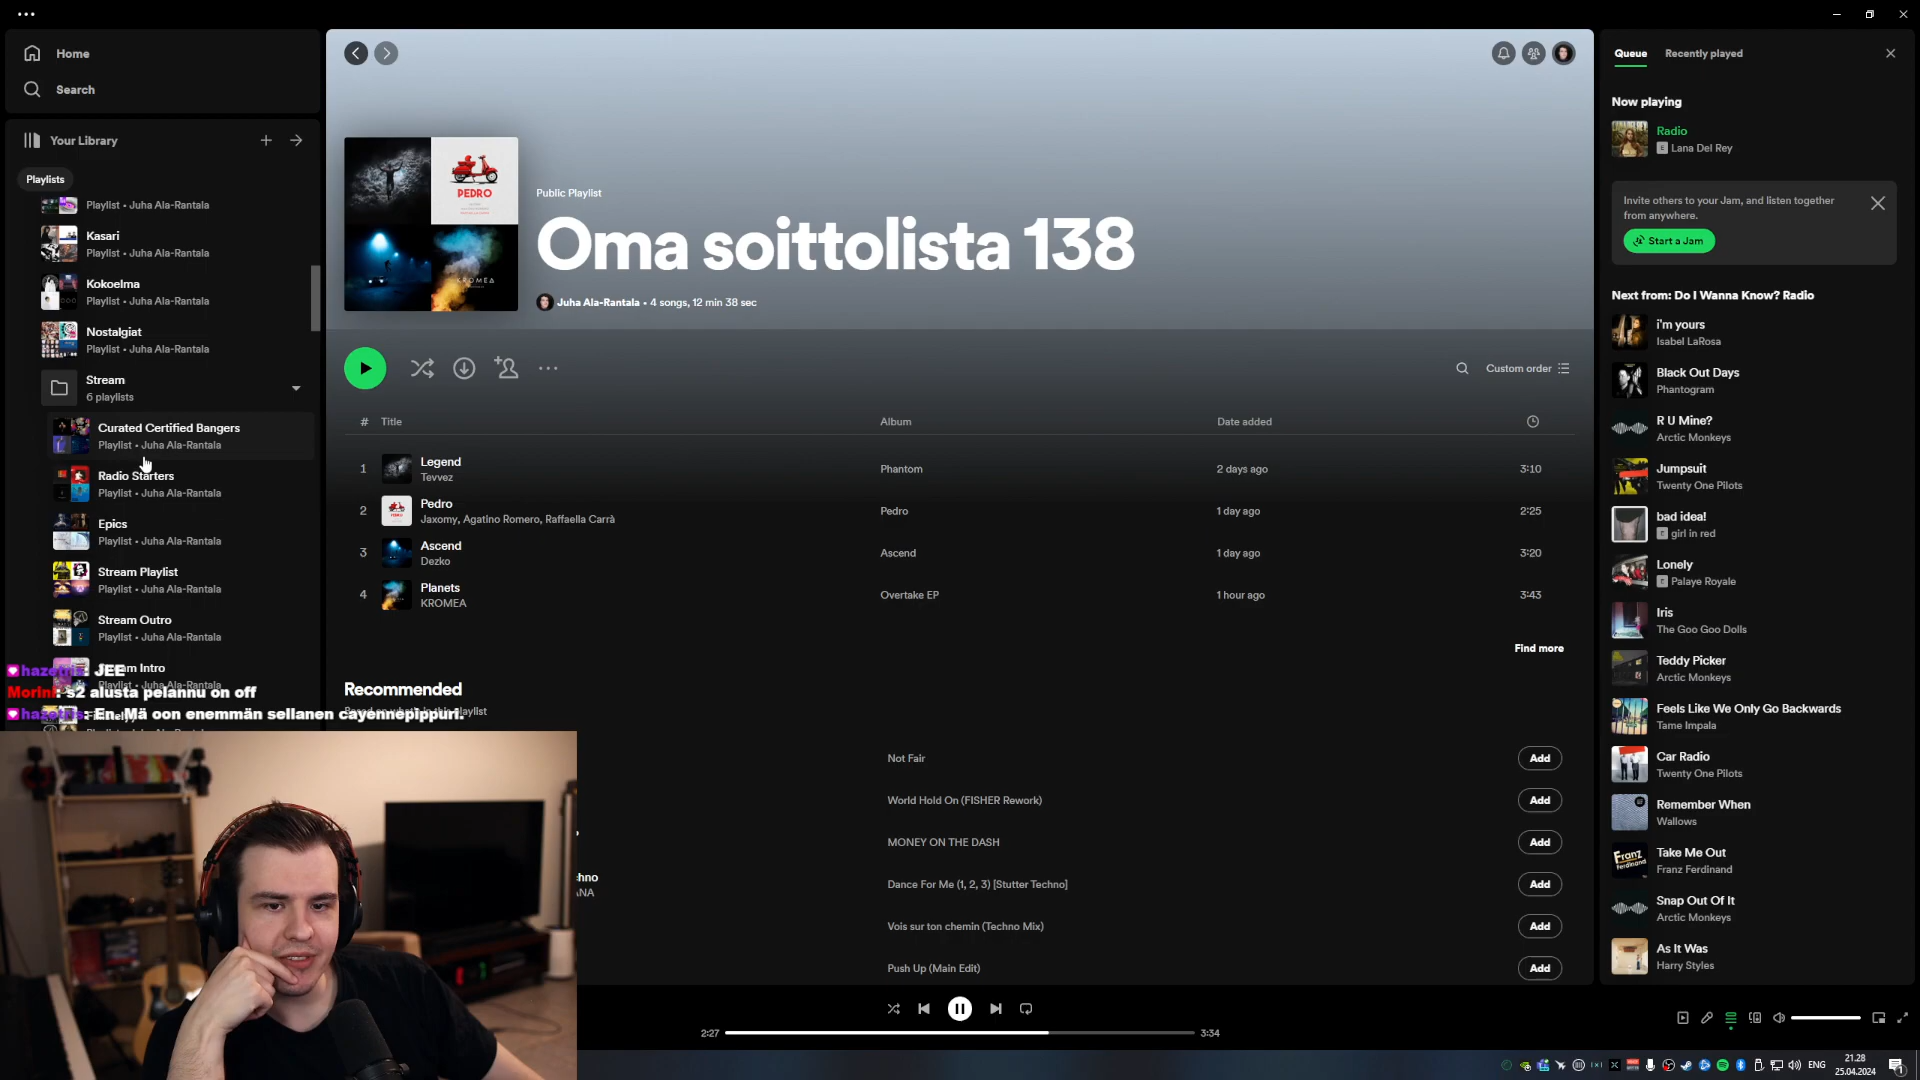 Home
Search
Your Library
Playlists
Playlist • Juha Ala-Rantala
Kasari
Playlist • Juha Ala-Rantala
Kokoelma
Playlist • Juha Ala-Rantala
Nostalgiat
Playlist • Juha Ala-Rantala
Stream
6 playlists
Curated Certified Bangers
Playlist • Juha Ala-Rantala
Radio Starters
Playlist • Juha Ala-Rantala
Epics
Playlist • Juha Ala-Rantala
Stream Playlist
Playlist • Juha Ala-Rantala
Stream Outro
Playlist • Juha Ala-Rantala
Intro
JEE
: s2 alusta pelannu on off
: En. Mä oon enemmän sellanen cayennepippuri.
PEDRO
KROMEA
Public Playlist
Oma soittolista 138
Juha Ala-Rantala • 4 songs, 12 min 38 sec
Custom order
# Title Album Date added
1 Legend Phantom 2 days ago 3:10
Tevvez
2 Pedro Pedro 1 day ago 2:25
Jaxomy, Agatino Romero, Raffaella Carrà
3 Ascend Ascend 1 day ago 3:20
Dezko
4 Planets Overtake EP 1 hour ago 3:43
KROMEA
Find more
Recommended
playlist
Not Fair Add
World Hold On (FISHER Rework) Add
MONEY ON THE DASH Add
Dance For Me (1, 2, 3) [Stutter Techno] Add
Vois sur ton chemin (Techno Mix) Add
Push Up (Main Edit) Add
2:27 3:34
Queue Recently played
Now playing
Radio
E Lana Del Rey
Invite others to your Jam, and listen together
from anywhere.
Start a Jam
Next from: Do I Wanna Know? Radio
i'm yours
Isabel LaRosa
Black Out Days
Phantogram
R U Mine?
Arctic Monkeys
Jumpsuit
Twenty One Pilots
bad idea!
E girl in red
Lonely
E Palaye Royale
Iris
The Goo Goo Dolls
Teddy Picker
Arctic Monkeys
Feels Like We Only Go Backwards
Tame Impala
Car Radio
Twenty One Pilots
Remember When
Wallows
Take Me Out
Franz Ferdinand
Snap Out Of It
Arctic Monkeys
As It Was
Harry Styles
ENG
21.28
25.04.2024